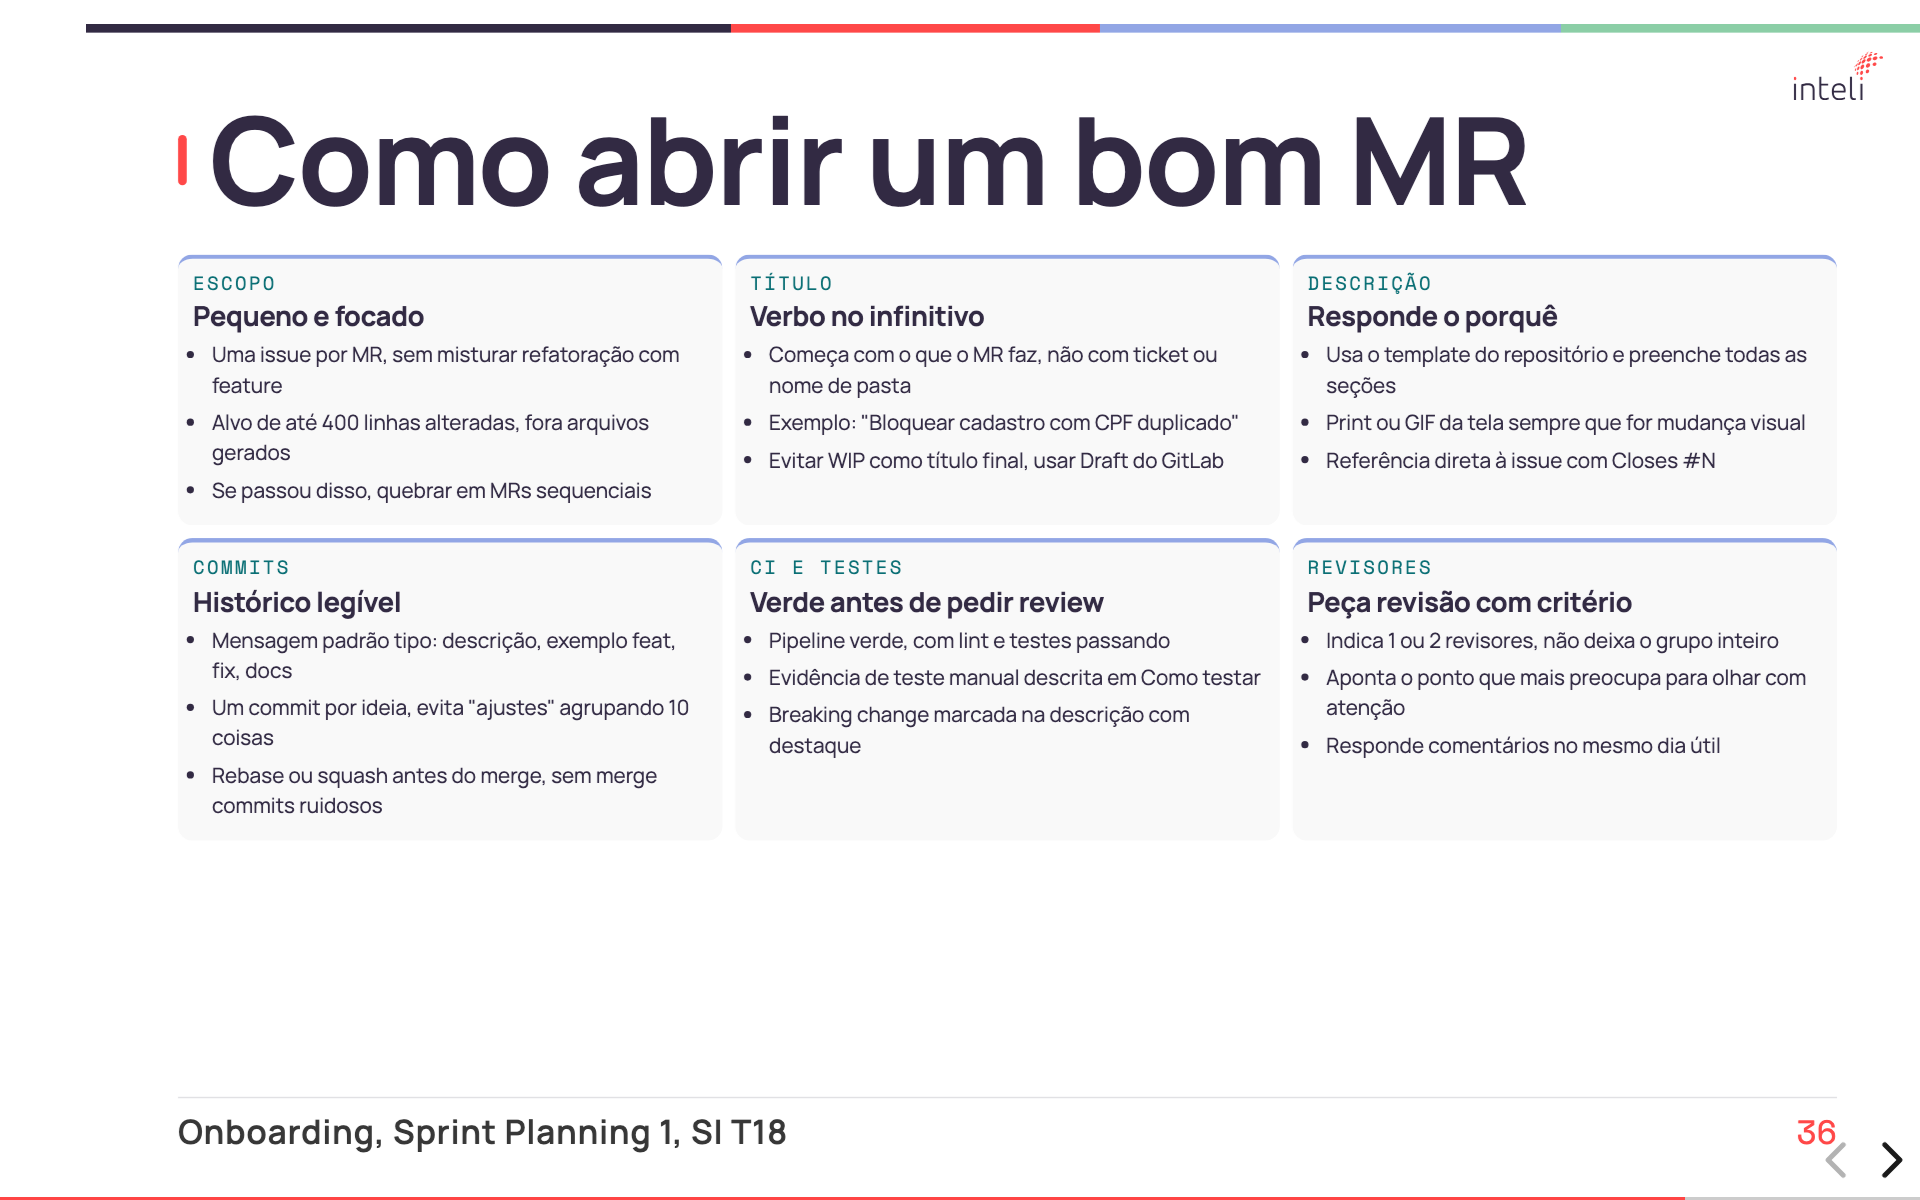 inteli
Como abrir um bom MR
ESCOPO
Pequeno e focado
• Uma issue por MR, sem misturar refatoração com
feature
• Alvo de até 400 linhas alteradas, fora arquivos
gerados
• Se passou disso, quebrar em MRs sequenciais
TÍTULO
Verbo no infinitivo
• Começa com o que o MR faz, não com ticket ou
nome de pasta
• Exemplo: "Bloquear cadastro com CPF duplicado"
• Evitar WIP como título final, usar Draft do GitLab
DESCRIÇÃO
Responde o porquê
• Usa o template do repositório e preenche todas as
seções
• Print ou GIF da tela sempre que for mudança visual
• Referência direta à issue com Closes #N
COMMITS
Histórico legível
• Mensagem padrão tipo: descrição, exemplo feat,
fix, docs
• Um commit por ideia, evita "ajustes" agrupando 10
coisas
• Rebase ou squash antes do merge, sem merge
commits ruidosos
CI E TESTES
Verde antes de pedir review
• Pipeline verde, com lint e testes passando
• Evidência de teste manual descrita em Como testar
• Breaking change marcada na descrição com
destaque
REVISORES
Peça revisão com critério
• Indica 1 ou 2 revisores, não deixa o grupo inteiro
• Aponta o ponto que mais preocupa para olhar com
atenção
• Responde comentários no mesmo dia útil
Onboarding, Sprint Planning 1, SI T18
36